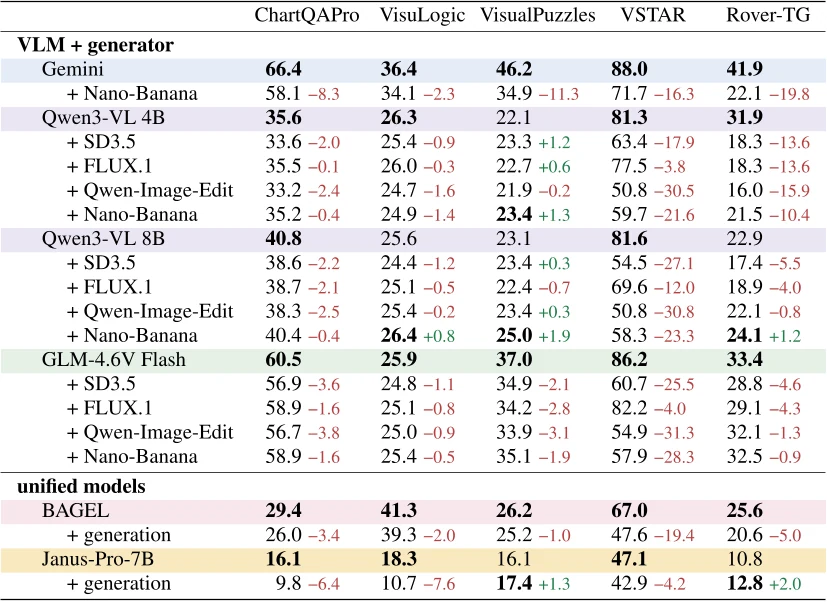 ChartQAPro VisuLogic VisualPuzzles VSTAR Rover-TG
VLM + generator
Gemini 66.4 36.4 46.2 88.0 41.9
+ Nano-Banana 58.1 −8.3 34.1 −2.3 34.9 −11.3 71.7 −16.3 22.1 −19.8
Qwen3-VL 4B 35.6 26.3 22.1 81.3 31.9
+ SD3.5 33.6 −2.0 25.4 −0.9 23.3 +1.2 63.4 −17.9 18.3 −13.6
+ FLUX.1 35.5 −0.1 26.0 −0.3 22.7 +0.6 77.5 −3.8 18.3 −13.6
+ Qwen-Image-Edit 33.2 −2.4 24.7 −1.6 21.9 −0.2 50.8 −30.5 16.0 −15.9
+ Nano-Banana 35.2 −0.4 24.9 −1.4 23.4 +1.3 59.7 −21.6 21.5 −10.4
Qwen3-VL 8B 40.8 25.6 23.1 81.6 22.9
+ SD3.5 38.6 −2.2 24.4 −1.2 23.4 +0.3 54.5 −27.1 17.4 −5.5
+ FLUX.1 38.7 −2.1 25.1 −0.5 22.4 −0.7 69.6 −12.0 18.9 −4.0
+ Qwen-Image-Edit 38.3 −2.5 25.4 −0.2 23.4 +0.3 50.8 −30.8 22.1 −0.8
+ Nano-Banana 40.4 −0.4 26.4 +0.8 25.0 +1.9 58.3 −23.3 24.1 +1.2
GLM-4.6V Flash 60.5 25.9 37.0 86.2 33.4
+ SD3.5 56.9 −3.6 24.8 −1.1 34.9 −2.1 60.7 −25.5 28.8 −4.6
+ FLUX.1 58.9 −1.6 25.1 −0.8 34.2 −2.8 82.2 −4.0 29.1 −4.3
+ Qwen-Image-Edit 56.7 −3.8 25.0 −0.9 33.9 −3.1 54.9 −31.3 32.1 −1.3
+ Nano-Banana 58.9 −1.6 25.4 −0.5 35.1 −1.9 57.9 −28.3 32.5 −0.9
unified models
BAGEL 29.4 41.3 26.2 67.0 25.6
+ generation 26.0 −3.4 39.3 −2.0 25.2 −1.0 47.6 −19.4 20.6 −5.0
Janus-Pro-7B 16.1 18.3 16.1 47.1 10.8
+ generation 9.8 −6.4 10.7 −7.6 17.4 +1.3 42.9 −4.2 12.8 +2.0